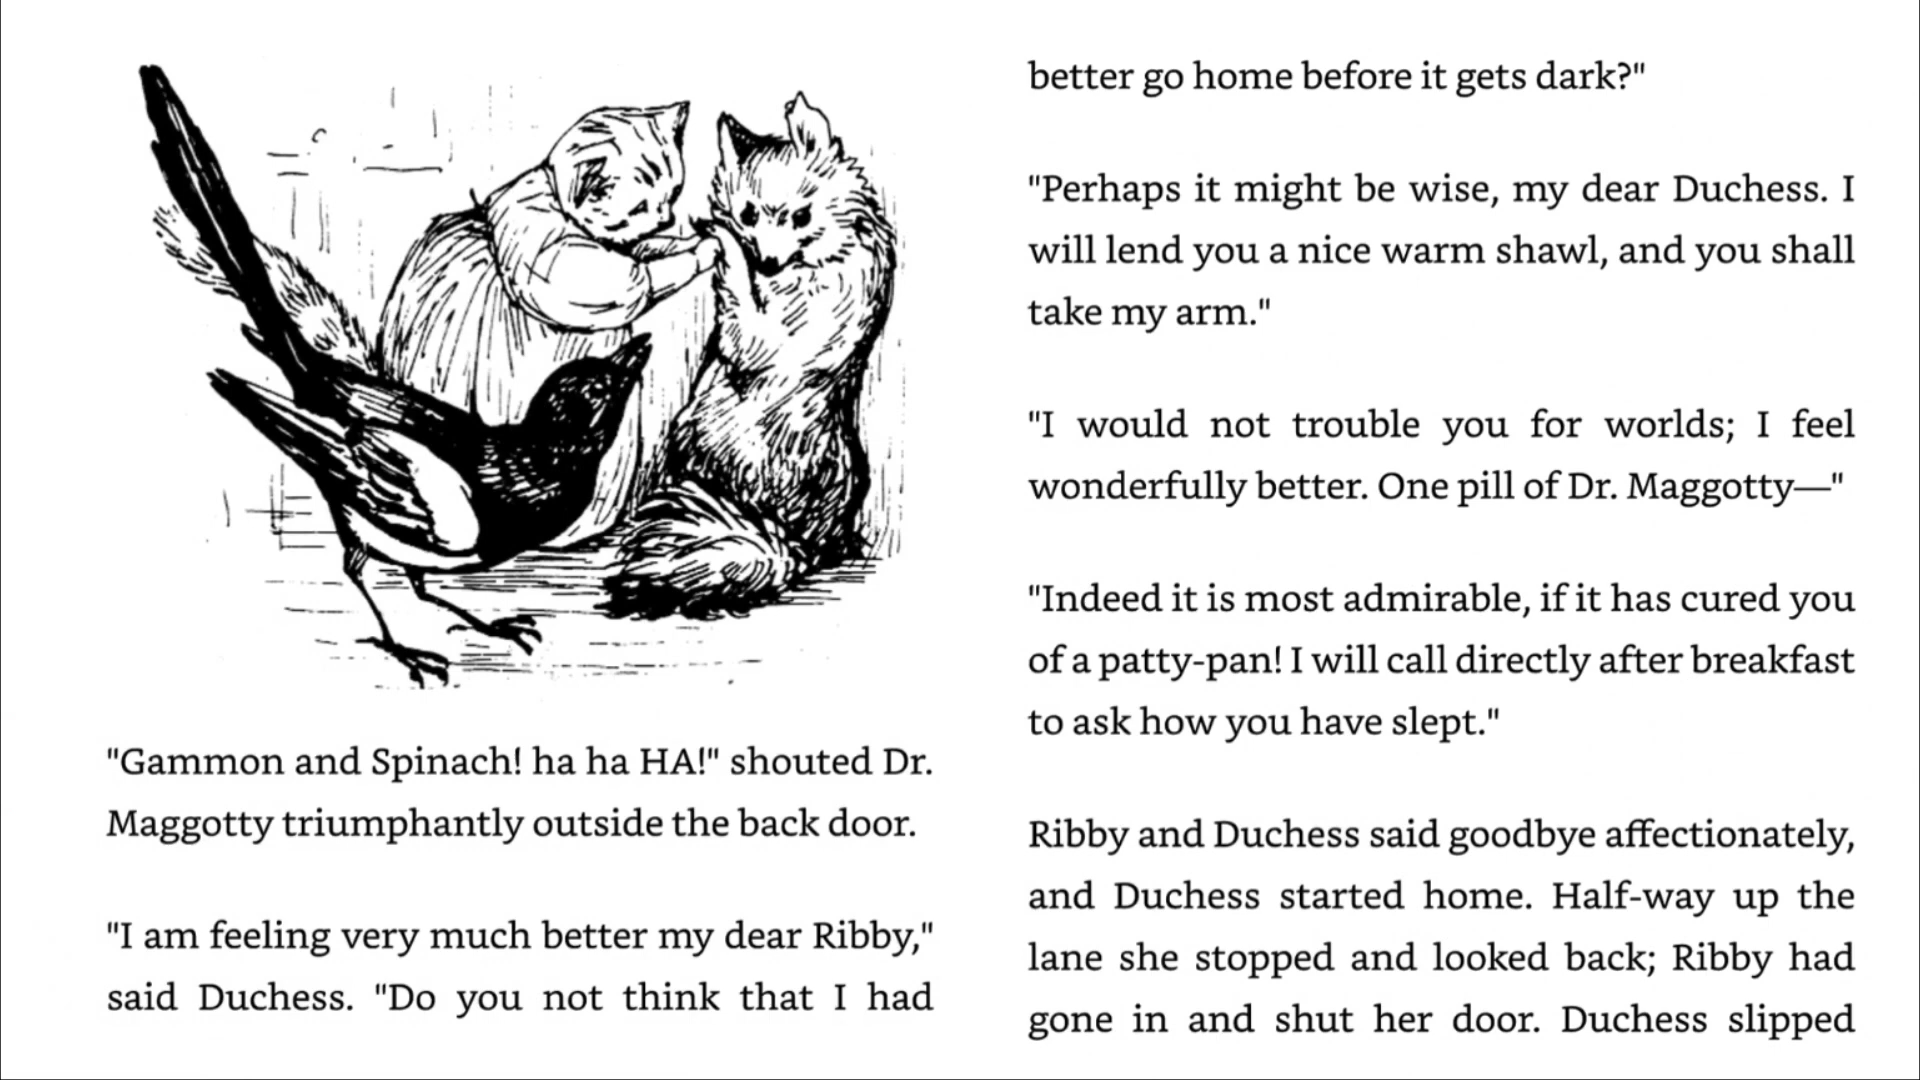 "Gammon and Spinach! ha ha HA!" shouted Dr.
Maggotty triumphantly outside the back door.
"I am feeling very much better my dear Ribby,"
said Duchess. "Do you not think that I had
better go home before it gets dark?"
"Perhaps it might be wise, my dear Duchess. I
will lend you a nice warm shawl, and you shall
take my arm."
"I would not trouble you for worlds; I feel
wonderfully better. One pill of Dr. Maggotty—"
"Indeed it is most admirable, if it has cured you
of a patty-pan! I will call directly after breakfast
to ask how you have slept."
Ribby and Duchess said goodbye affectionately,
and Duchess started home. Half-way up the
lane she stopped and looked back; Ribby had
gone in and shut her door. Duchess slipped